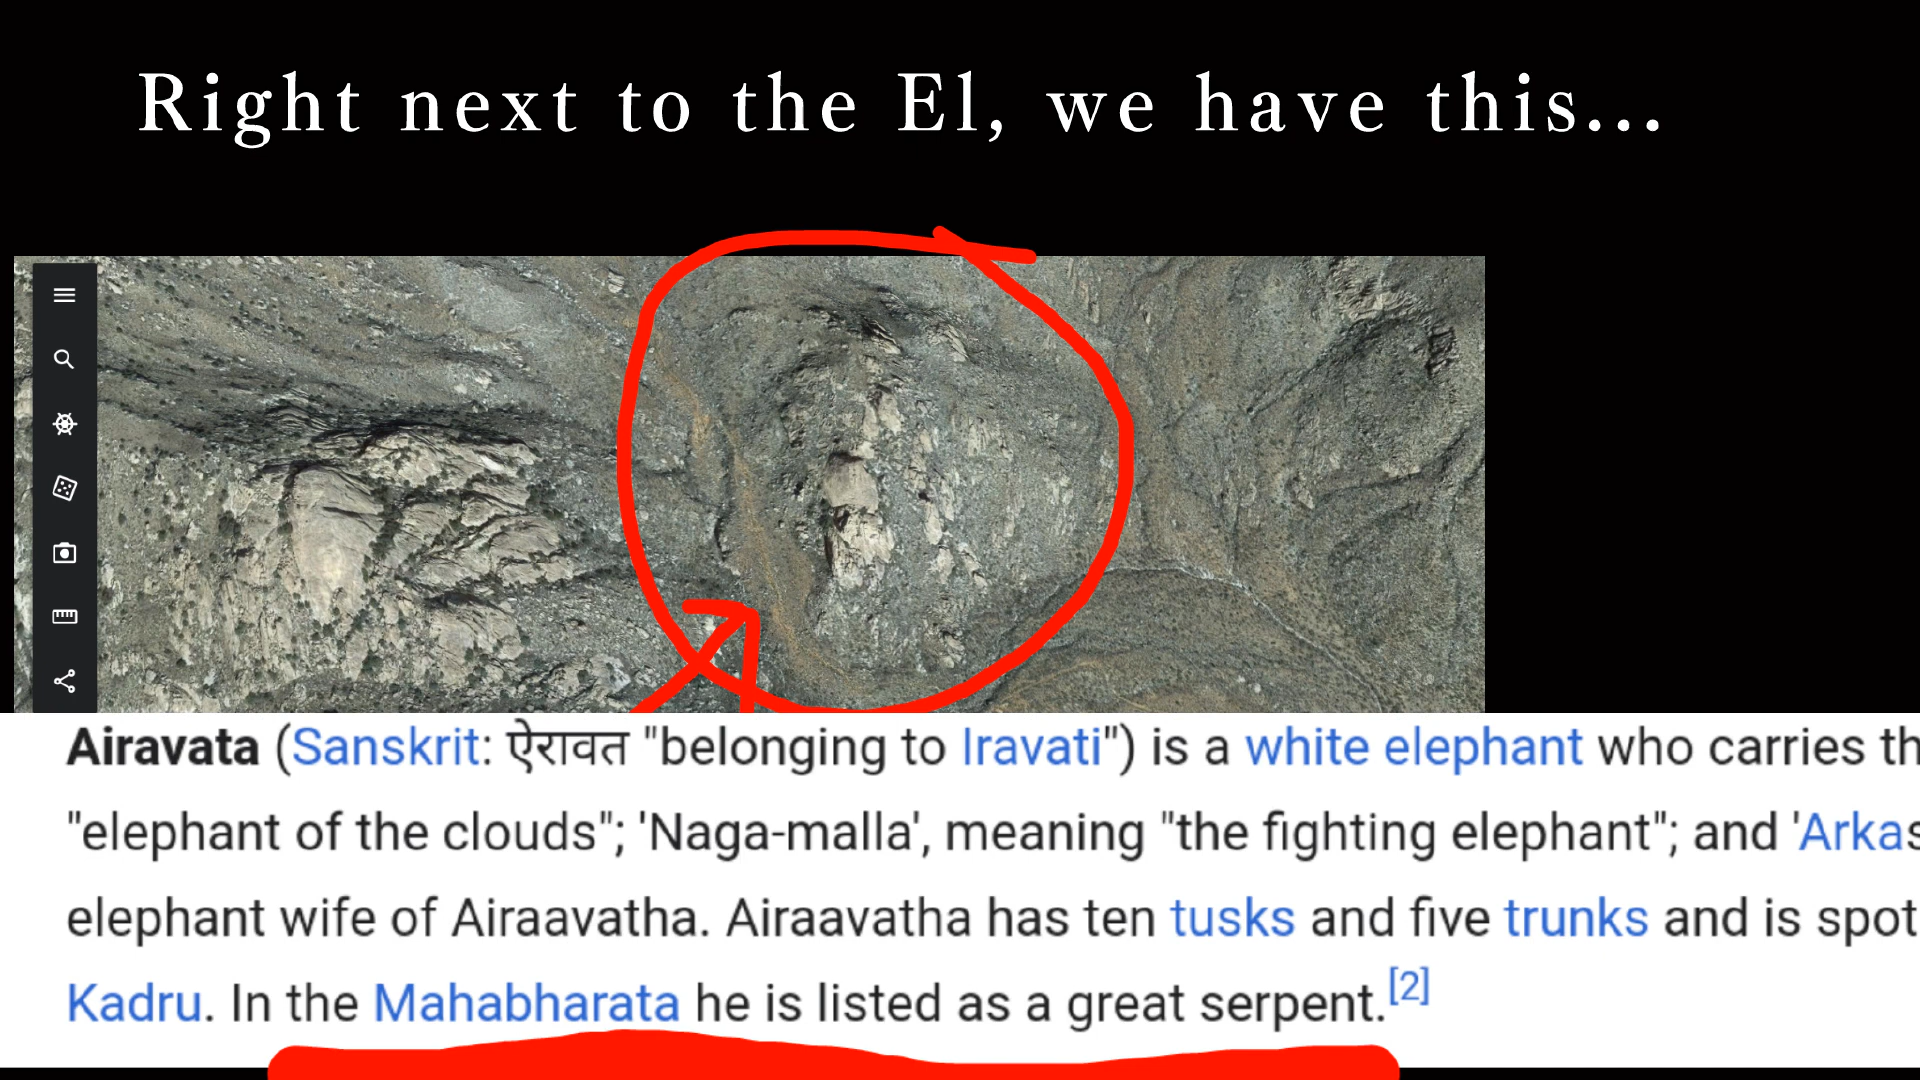 Right next to the El, we have this...
Airavata (Sanskrit: ऐरावत "belonging to Iravati") is a white elephant who carries th
"elephant of the clouds"; 'Naga-malla', meaning "the fighting elephant"; and 'Arkas
elephant wife of Airaavatha. Airaavatha has ten tusks and five trunks and is spot
Kadru. In the Mahabharata he is listed as a great serpent.[2]